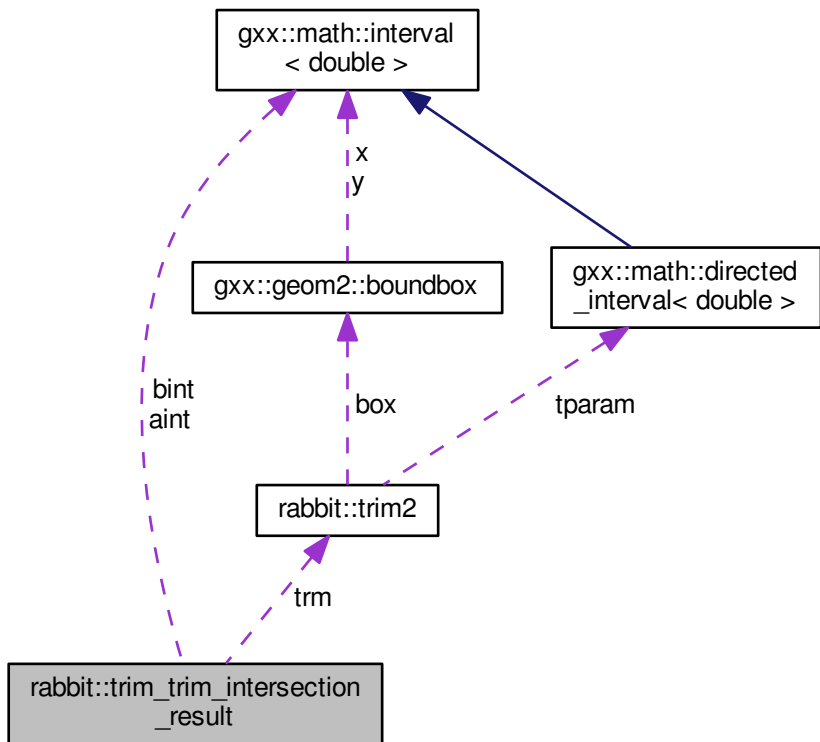 gxx::math::interval
< double >
x
y
gxx::math::directed
_interval< double >
gxx::geom2::boundbox
bint
aint
box
tparam
rabbit::trim2
trm
rabbit::trim_trim_intersection
_result